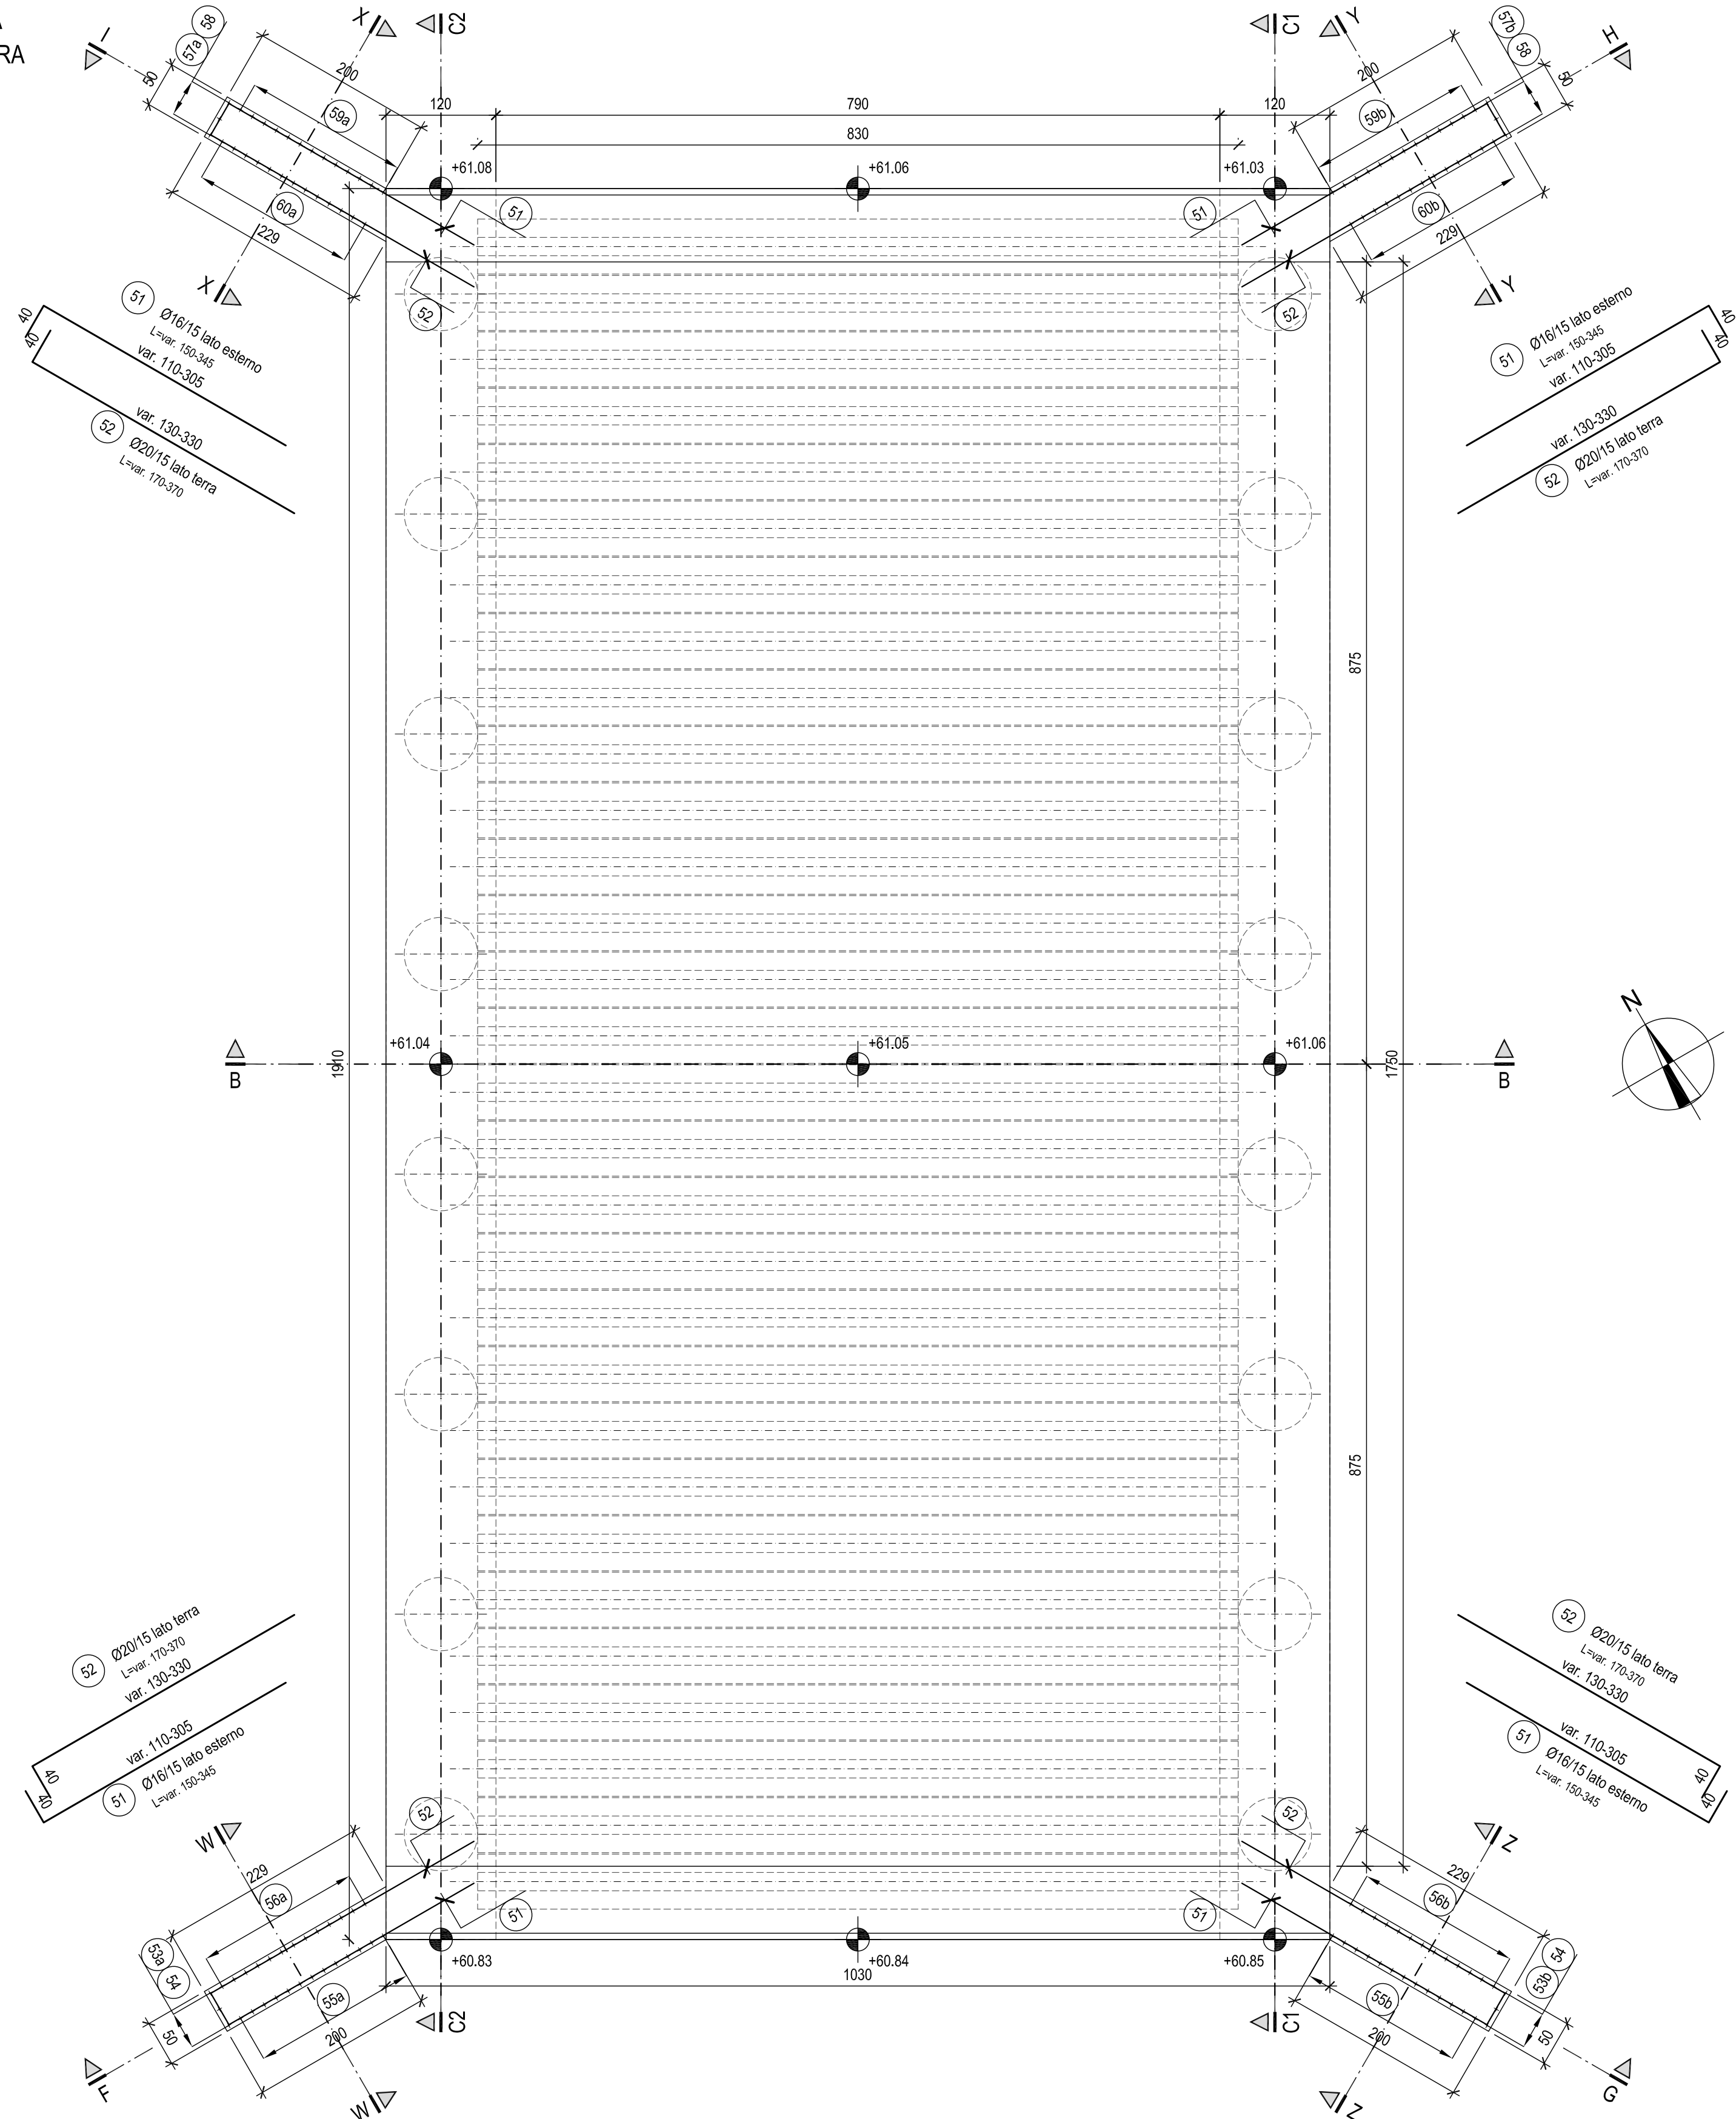 RA
I
50
57a
58
X
200
59a
60a
229
X
C2
120
790
120
830
C1
Y
200
59b
60b
229
Y
57b
58
50
H
+61.08
+61.06
+61.03
51
52
51
52
40
40
51
Ø16/15 lato esterno
L=var. 150-345
var. 110-305
var. 130-330
52
Ø20/15 lato terra
L=var. 170-370
51
Ø16/15 lato esterno
L=var. 150-345
var. 110-305
40
40
var. 130-330
52
Ø20/15 lato terra
L=var. 170-370
875
N
+61.04
+61.05
+61.06
B
1910
1750
B
875
52
Ø20/15 lato terra
L=var. 170-370
var. 130-330
var. 110-305
40
40
51
Ø16/15 lato esterno
L=var. 150-345
52
Ø20/15 lato terra
L=var. 170-370
var. 130-330
var. 110-305
51
Ø16/15 lato esterno
L=var. 150-345
40
40
52
52
51
51
W
229
56a
53a
54
50
55a
200
F
W
+60.83
+60.84
+60.85
1030
C2
C1
Z
229
56b
54
53b
50
55b
200
G
Z